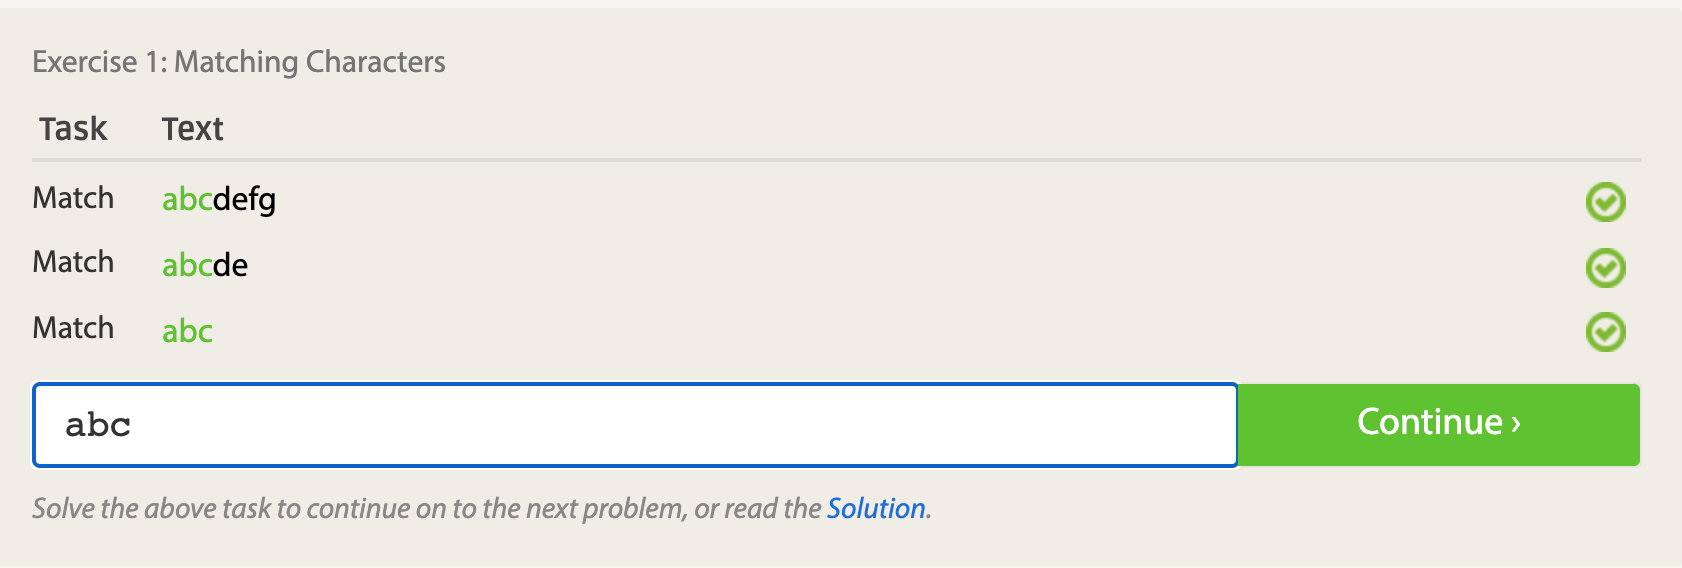 Exercise 1: Matching Characters
Task Text
Match abcdefg
Match abcde
Match abc
abc Continue ›
Solve the above task to continue on to the next problem, or read the Solution.